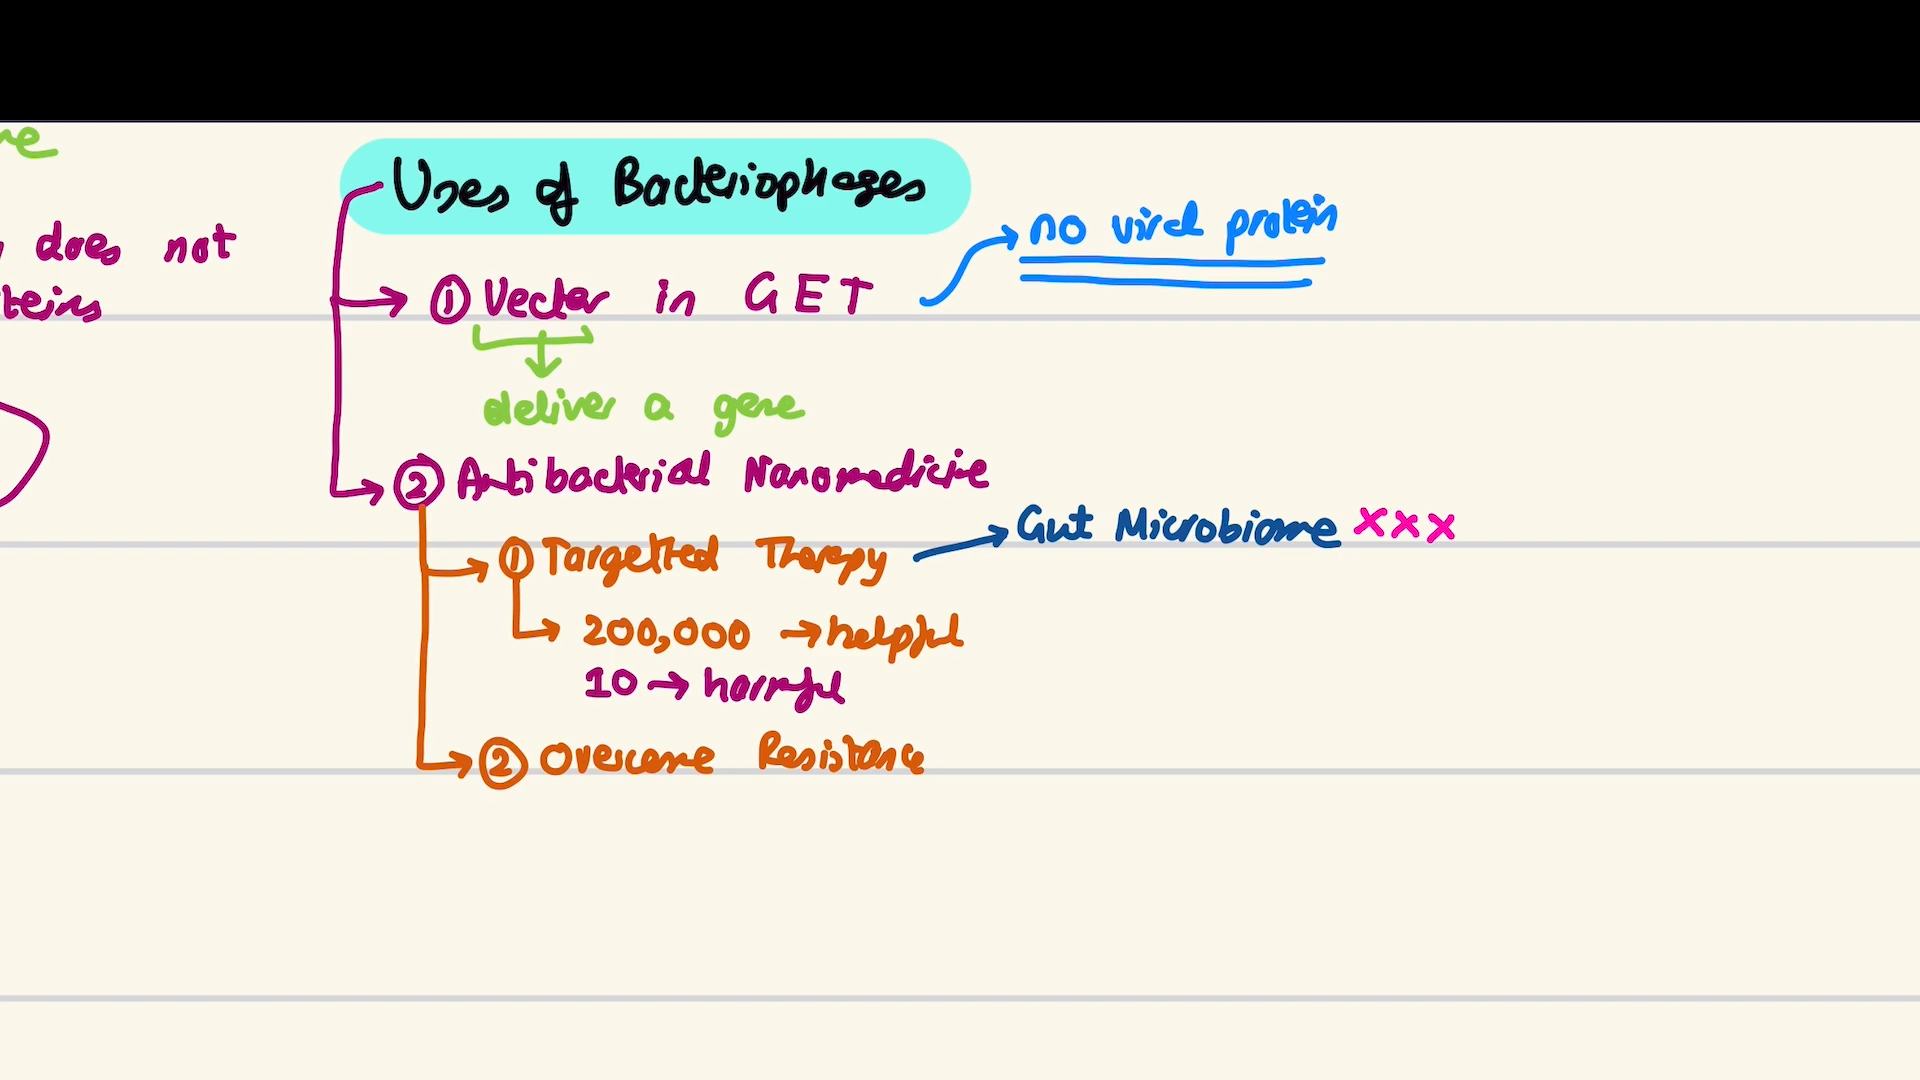 Uses of Bacteriophages
no viral protein
does not
① Vector in GET
deliver a gene
② Antibacterial Nanomedicine
Gut Microbiome xxx
① Targetted Therapy
200,000 → helpful
10 → harmful
② Overcome Resistance